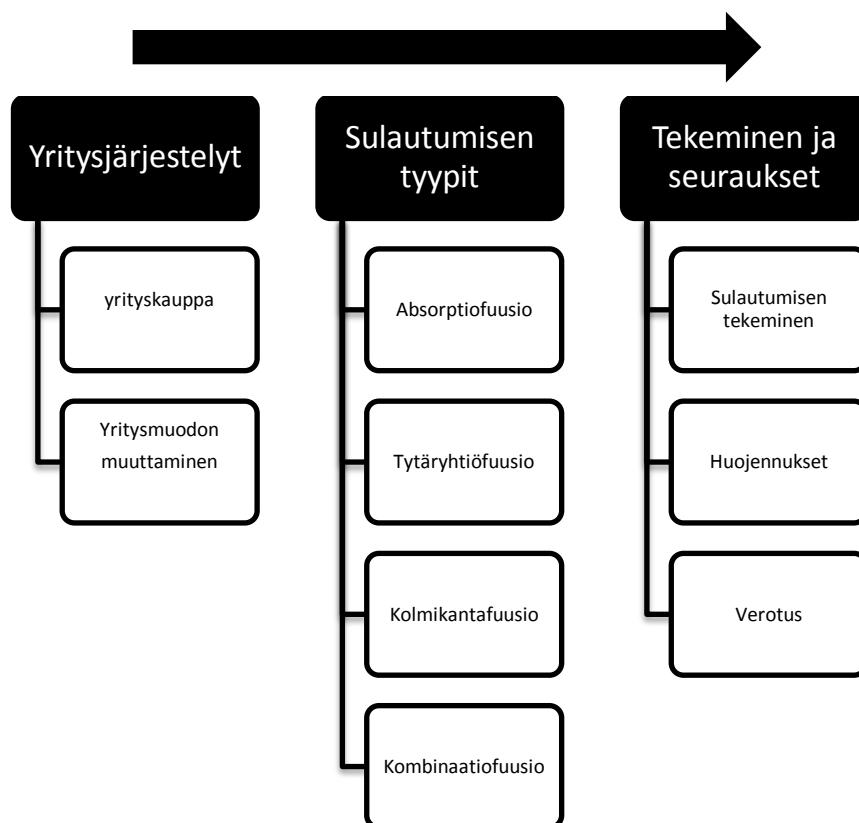 Yritysjärjestelyt
yrityskauppa
Yritysmuodon
muuttaminen
Sulautumisen
tyypit
Absorptiofuusio
Tytäryhtiöfuusio
Kolmikantafuusio
Kombinaatiofuusio
Tekeminen ja
seuraukset
Sulautumisen
tekeminen
Huojennukset
Verotus